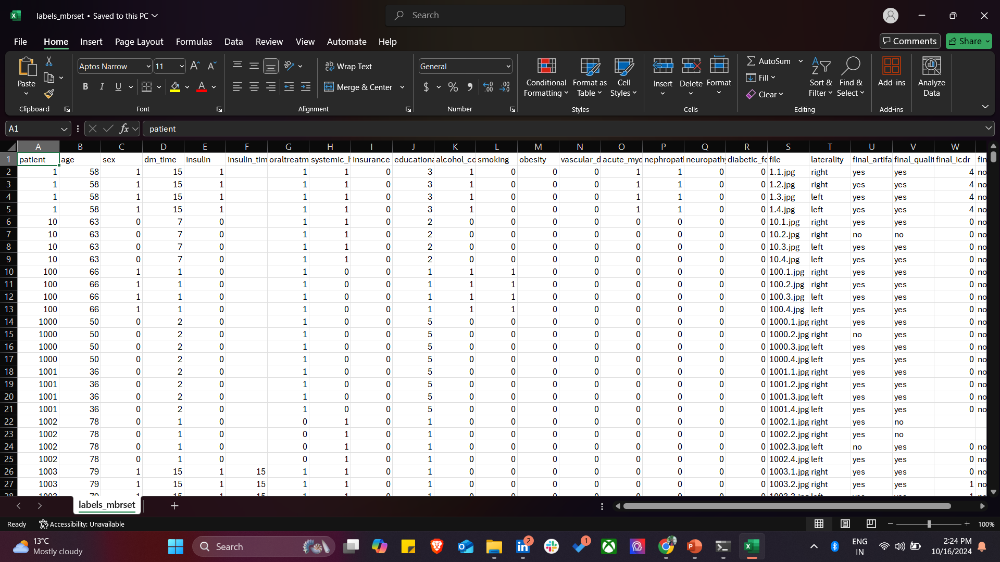 labels_mbrset • Saved to this PC
Search
File Home Insert Page Layout Formulas Data Review View Automate Help
Comments Share
Paste
Clipboard
Aptos Narrow 11
B I U
Font
Wrap Text
Merge & Center
Alignment
General
$ % ,
Number
Conditional Formatting
Format as Table
Cell Styles
Styles
Insert Delete Format
Cells
AutoSum
Fill
Clear
Sort & Filter
Find & Select
Editing
Add-ins
Add-ins
Analyze Data
A1 fx patient
A B C D E F G H I J K L M N O P Q R S T U V W
1 patient age sex dm_time insulin insulin_tim oraltreatm systemic_h insurance educationa alcohol_co smoking obesity vascular_d acute_myo nephropat neuropathy diabetic_fo file laterality final_artifa final_qualit final_icdr fin
2 1 58 1 15 1 1 1 0 3 1 0 0 0 1 1 0 0 1.1.jpg right yes yes 4 no
3 1 58 1 15 1 1 1 0 3 1 0 0 0 1 1 0 0 1.2.jpg right yes yes 4 no
4 1 58 1 15 1 1 1 0 3 1 0 0 0 1 1 0 0 1.3.jpg left yes yes 4 no
5 1 58 1 15 1 1 1 0 3 1 0 0 0 1 1 0 0 1.4.jpg left yes yes 4 no
6 10 63 0 7 0 1 1 0 2 0 0 0 0 0 0 0 0 10.1.jpg right yes yes 0 no
7 10 63 0 7 0 1 1 0 2 0 0 0 0 0 0 0 0 10.2.jpg right no no 0 no
8 10 63 0 7 0 1 1 0 2 0 0 0 0 0 0 0 0 10.3.jpg left yes yes 0 no
9 10 63 0 7 0 1 1 0 2 0 0 0 0 0 0 0 0 10.4.jpg left yes yes 0 no
10 100 66 1 1 0 1 0 0 1 1 1 0 0 0 0 0 0 100.1.jpg right yes yes 0 no
11 100 66 1 1 0 1 0 0 1 1 1 0 0 0 0 0 0 100.2.jpg right yes yes 0 no
12 100 66 1 1 0 1 0 0 1 1 1 0 0 0 0 0 0 100.3.jpg left yes yes 0 no
13 100 66 1 1 0 1 0 0 1 1 1 0 0 0 0 0 0 100.4.jpg left yes yes 0 no
14 1000 50 0 2 0 1 0 0 5 0 0 0 0 0 0 0 0 1000.1.jpg right yes yes 0 no
15 1000 50 0 2 0 1 0 0 5 0 0 0 0 0 0 0 0 1000.2.jpg right no yes 0 no
16 1000 50 0 2 0 1 0 0 5 0 0 0 0 0 0 0 0 1000.3.jpg left yes yes 0 no
17 1000 50 0 2 0 1 0 0 5 0 0 0 0 0 0 0 0 1000.4.jpg left yes yes 0 no
18 1001 36 0 2 0 1 0 0 5 0 0 0 0 0 0 0 0 1001.1.jpg right yes yes 0 no
19 1001 36 0 2 0 1 0 0 5 0 0 0 0 0 0 0 0 1001.2.jpg right yes yes 0 no
20 1001 36 0 2 0 1 0 0 5 0 0 0 0 0 0 0 0 1001.3.jpg left yes yes 0 no
21 1001 36 0 2 0 1 0 0 5 0 0 0 0 0 0 0 0 1001.4.jpg left yes yes 0 no
22 1002 78 0 1 0 0 1 0 1 0 0 0 0 0 0 0 0 1002.1.jpg right yes no
23 1002 78 0 1 0 0 1 0 1 0 0 0 0 0 0 0 0 1002.2.jpg right yes no
24 1002 78 0 1 0 0 1 0 1 0 0 0 0 0 0 0 0 1002.3.jpg left no yes 0 no
25 1002 78 0 1 0 0 1 0 1 0 0 0 0 0 0 0 0 1002.4.jpg left yes yes 0 no
26 1003 79 1 15 1 15 1 1 0 1 0 0 0 0 0 0 0 0 1003.1.jpg right yes yes 0 no
27 1003 79 1 15 1 15 1 1 0 1 0 0 0 0 0 0 0 0 1003.2.jpg right yes yes 1 no
labels_mbrset
Ready Accessibility: Unavailable 100%
13°C
Mostly cloudy
Search
2
1
ENG
IN
2:24 PM
10/16/2024